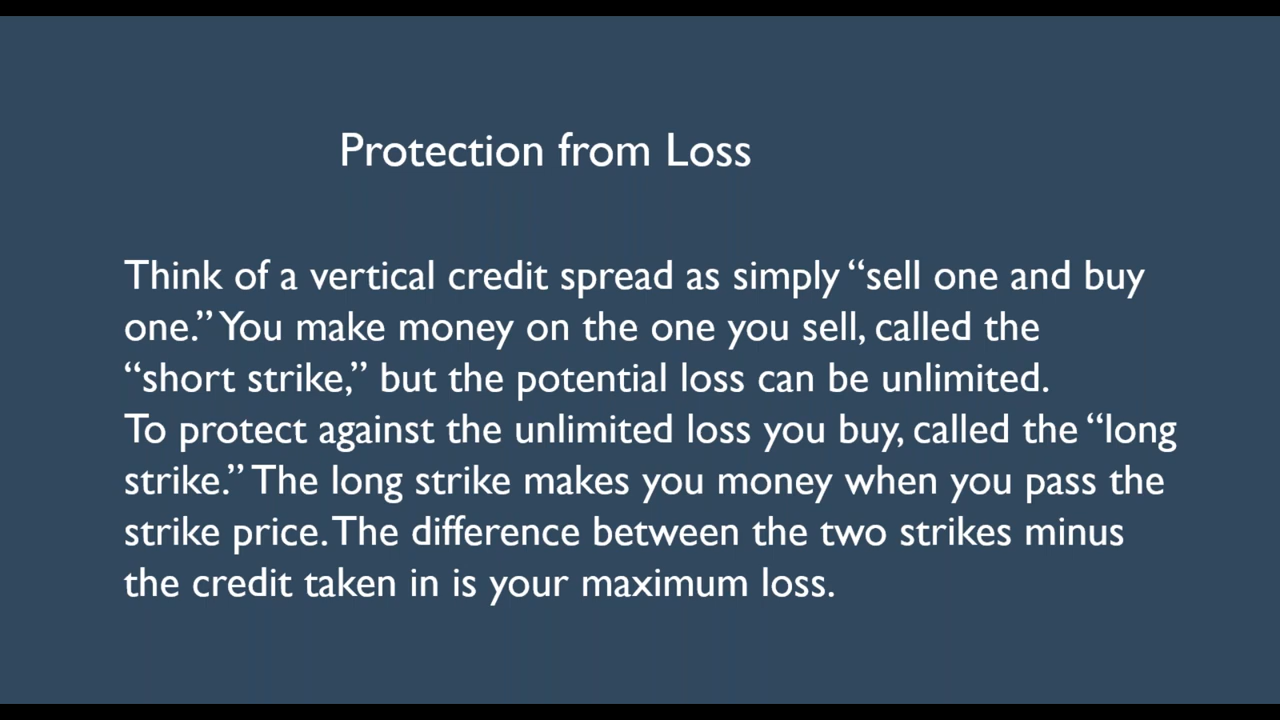 Protection from Loss
Think of a vertical credit spread as simply “sell one and buy
one.” You make money on the one you sell, called the
“short strike,” but the potential loss can be unlimited.
To protect against the unlimited loss you buy, called the “long
strike.” The long strike makes you money when you pass the
strike price. The difference between the two strikes minus
the credit taken in is your maximum loss.